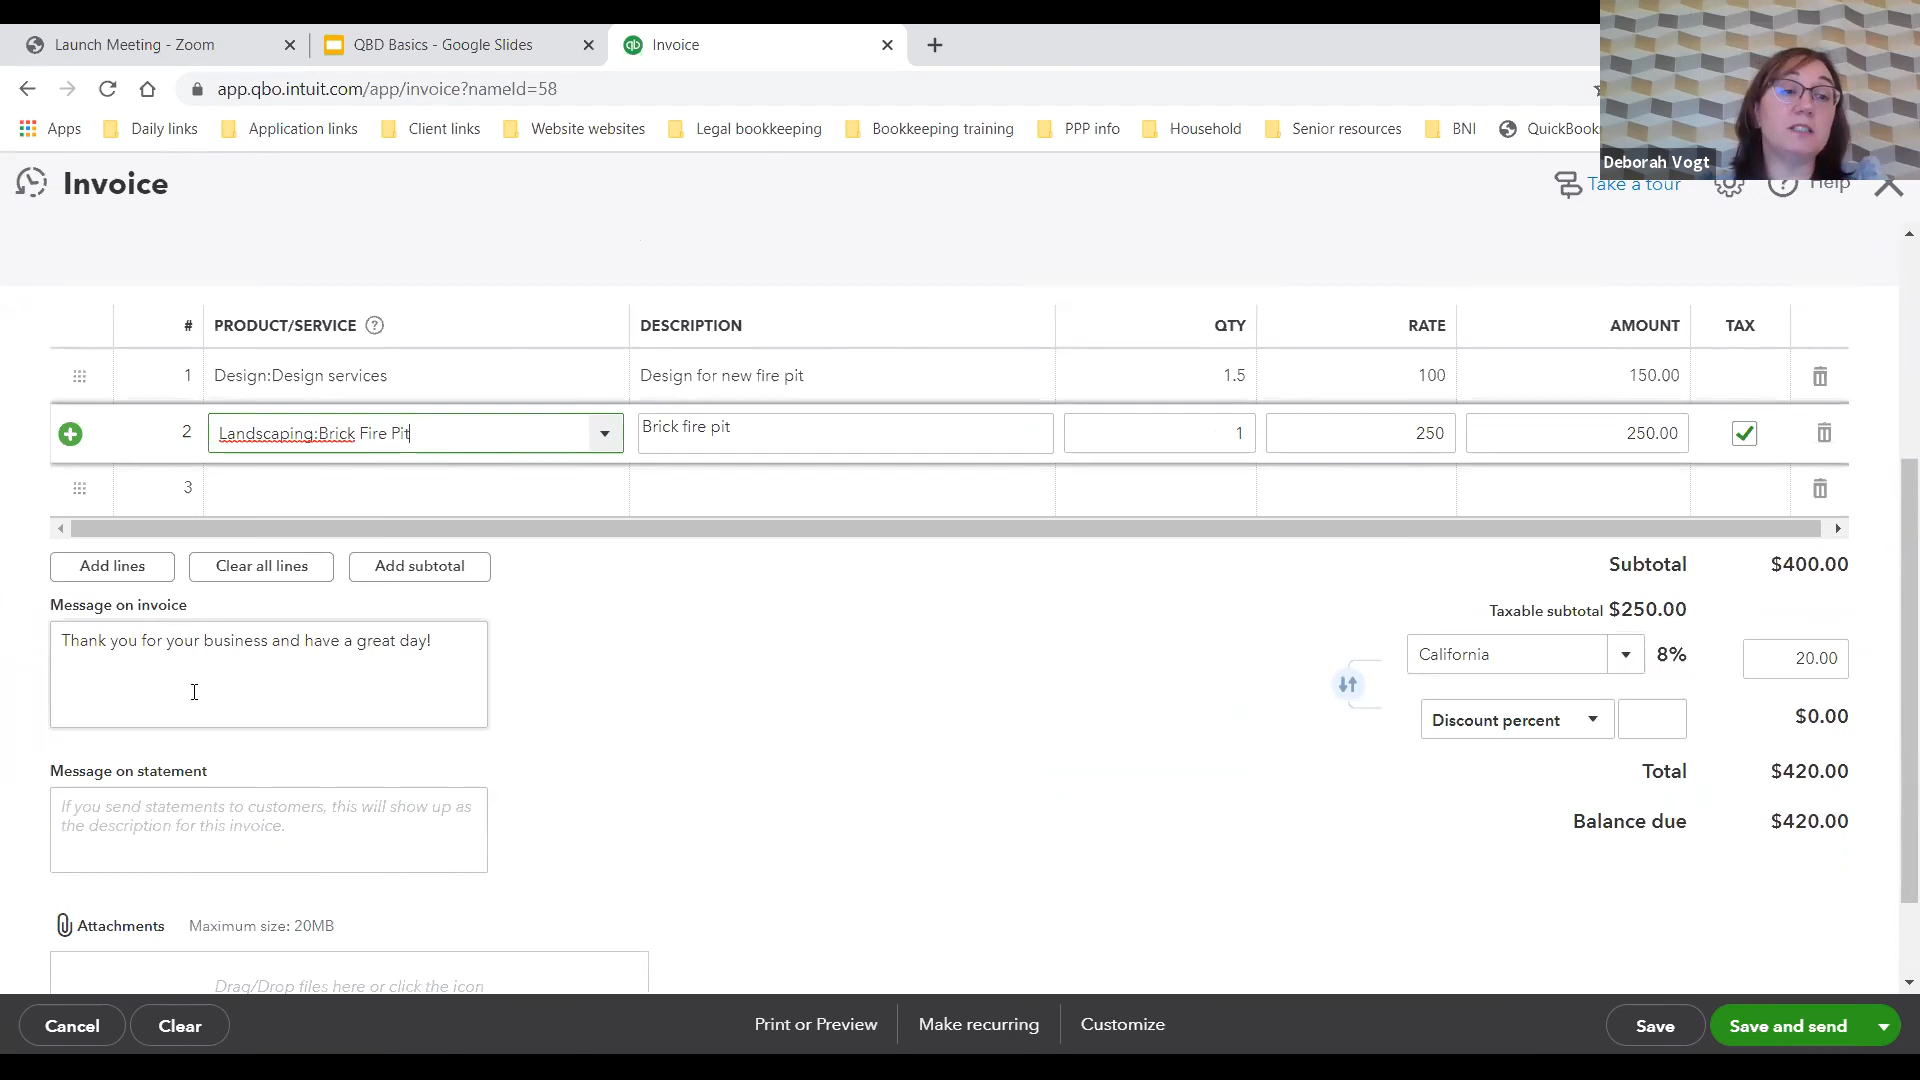 Launch Meeting - Zoom
QBD Basics - Google Slides
qb Invoice
app.qbo.intuit.com/app/invoice?nameId=58
Apps Daily links Application links Client links Website websites Legal bookkeeping Bookkeeping training PPP info Household Senior resources BNI
Deborah Vogt
Invoice
Take a tour
Help
# PRODUCT/SERVICE ? DESCRIPTION QTY RATE AMOUNT TAX
1 Design:Design services Design for new fire pit 1.5 100 150.00
2 Landscaping:Brick Fire Pit Brick fire pit 1 250 250.00
3
Add lines Clear all lines Add subtotal
Subtotal $400.00
Message on invoice
Taxable subtotal $250.00
Thank you for your business and have a great day!
California 8% 20.00
Discount percent $0.00
Message on statement
Total $420.00
If you send statements to customers, this will show up as
the description for this invoice.
Balance due $420.00
Attachments Maximum size: 20MB
Drag/Drop files here or click the icon
Cancel Clear Print or Preview Make recurring Customize Save Save and send